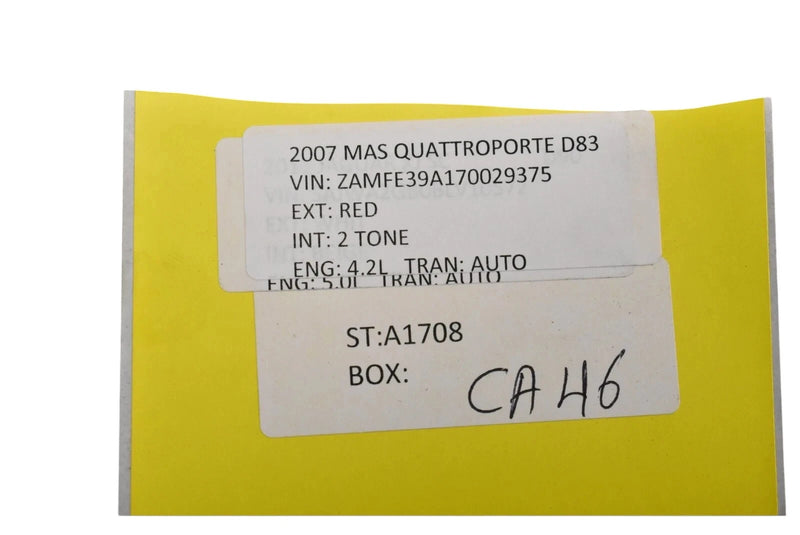 2007 MAS QUATTROPORTE D83
VIN: ZAMFE39A170029375
EXT: RED
INT: 2 TONE
ENG: 4.2L TRAN: AUTO
ENG: 5.0L TRAN: AUTO
ST:A1708
BOX: CA46